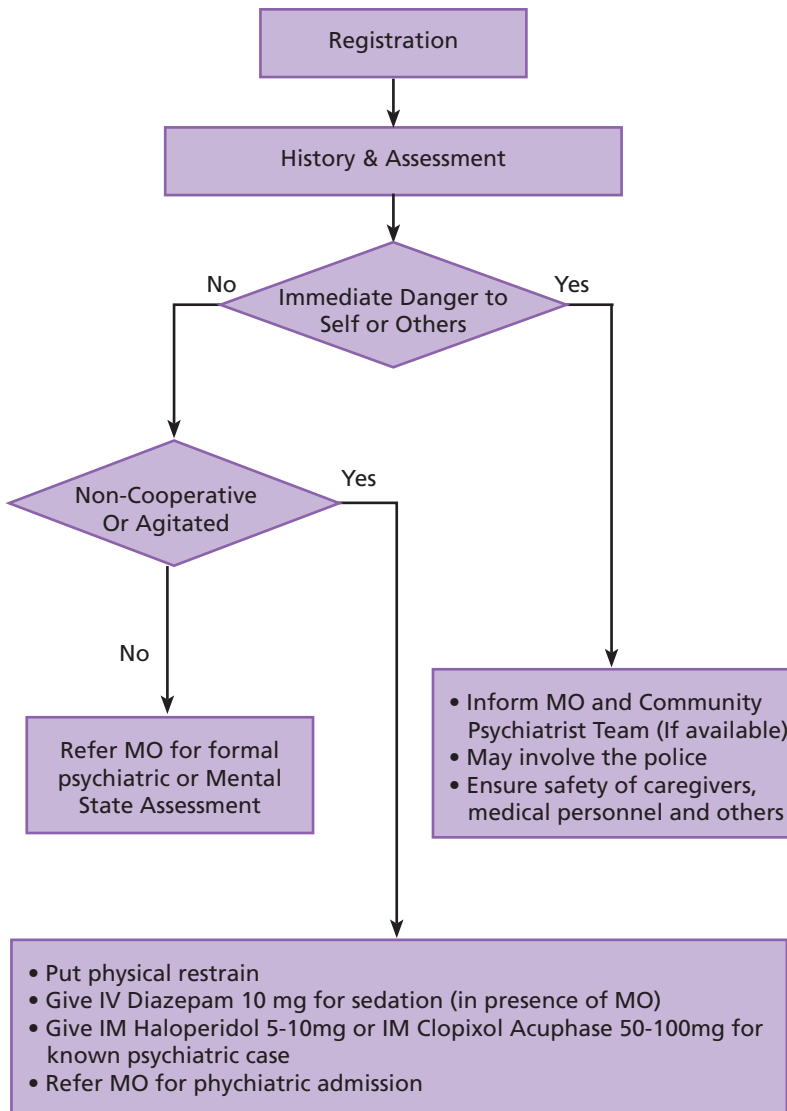 Registration
History & Assessment
No
Immediate Danger to
Self or Others
Yes
Non-Cooperative
Or Agitated
Yes
No
Refer MO for formal
psychiatric or Mental
State Assessment
• Inform MO and Community
Psychiatrist Team (If available)
• May involve the police
• Ensure safety of caregivers,
medical personnel and others
• Put physical restrain
• Give IV Diazepam 10 mg for sedation (in presence of MO)
• Give IM Haloperidol 5-10mg or IM Clopixol Acuphase 50-100mg for
known psychiatric case
• Refer MO for phychiatric admission